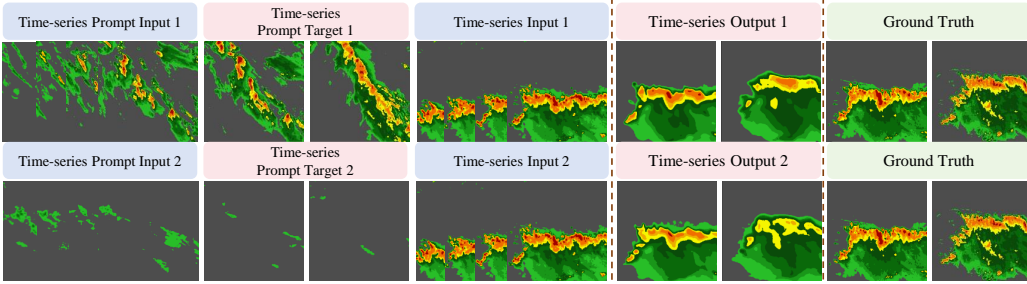 Time-series Prompt Input 1
Time-series
Prompt Target 1
Time-series Input 1
Time-series Output 1
Ground Truth
Time-series Prompt Input 2
Time-series
Prompt Target 2
Time-series Input 2
Time-series Output 2
Ground Truth